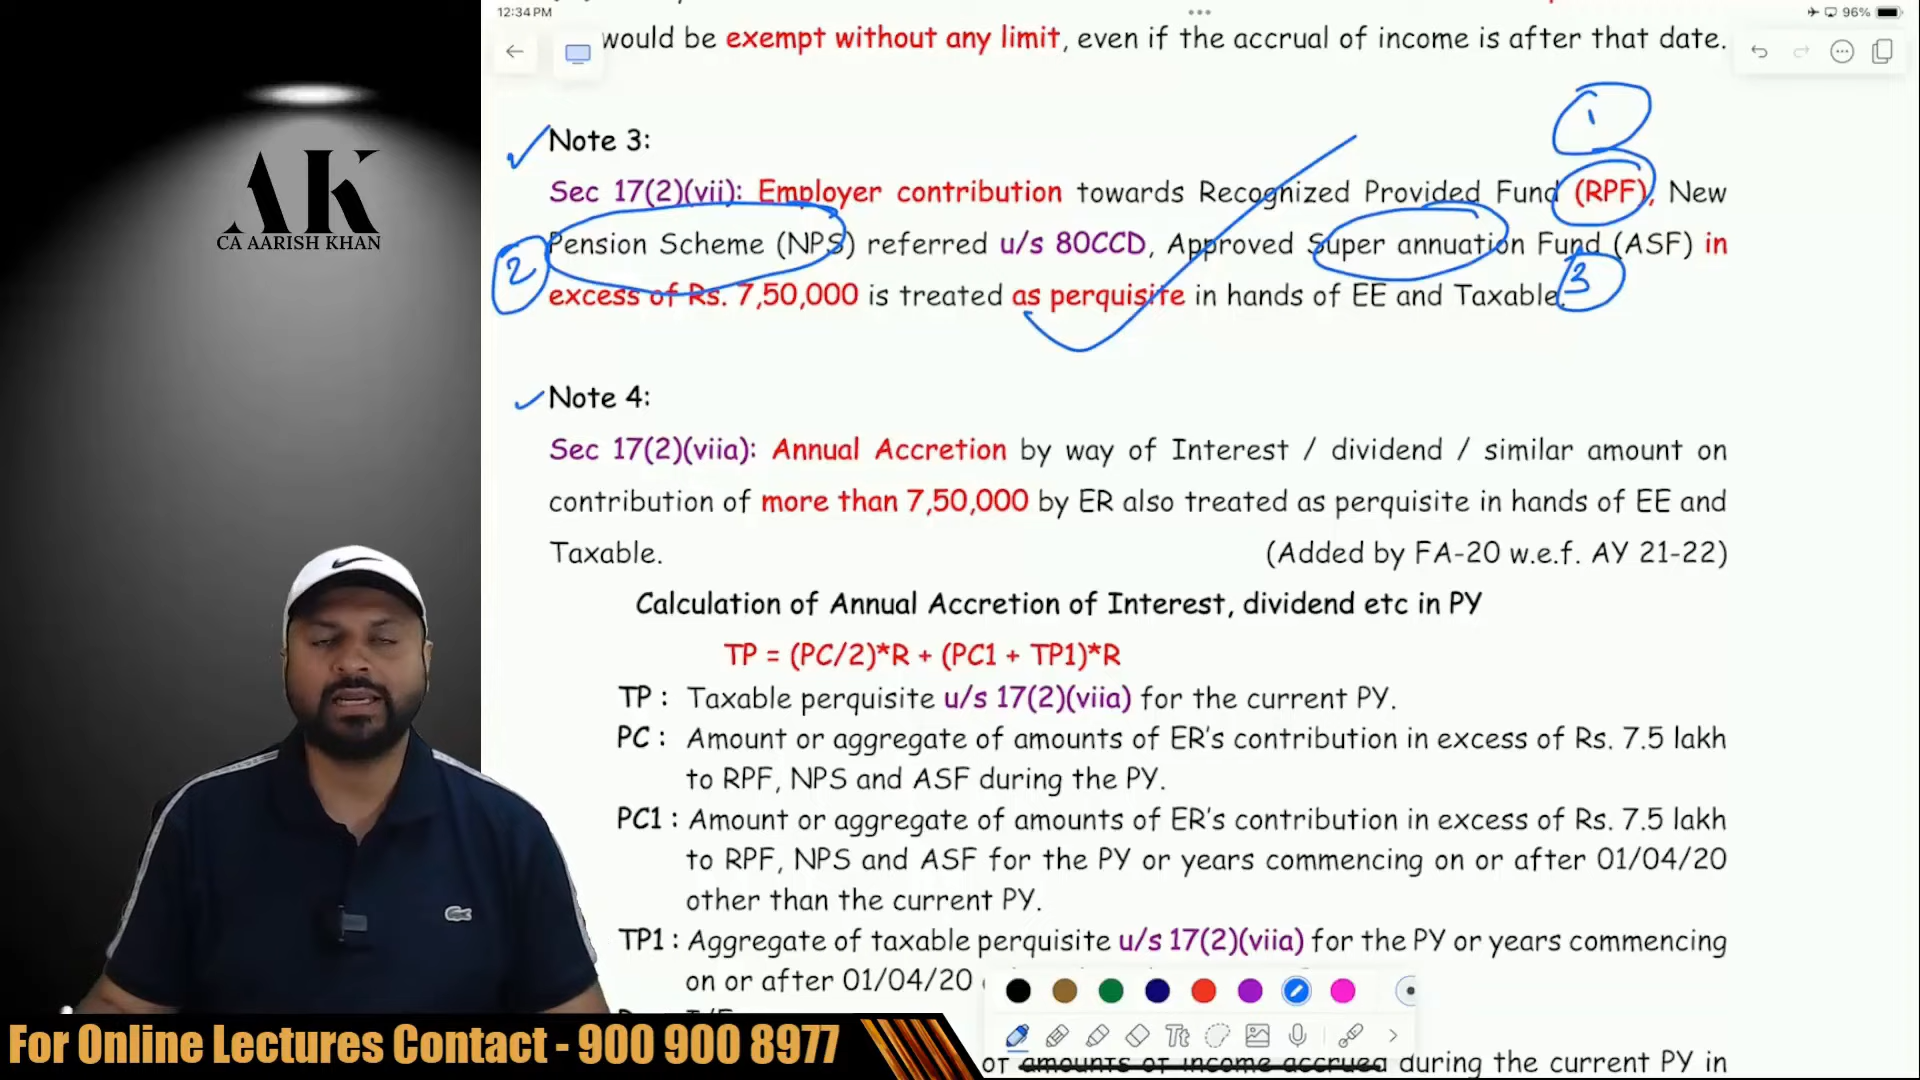 12:34 PM
96%
would be exempt without any limit, even if the accrual of income is after that date.
1
Note 3:
Sec 17(2)(vii): Employer contribution towards Recognized Provided Fund (RPF), New
Pension Scheme (NPS) referred u/s 80CCD, Approved Super annuation Fund (ASF) in
2
excess of Rs. 7,50,000 is treated as perquisite in hands of EE and Taxable.
3
Note 4:
Sec 17(2)(viia): Annual Accretion by way of Interest / dividend / similar amount on
contribution of more than 7,50,000 by ER also treated as perquisite in hands of EE and
Taxable. (Added by FA-20 w.e.f. AY 21-22)
Calculation of Annual Accretion of Interest, dividend etc in PY
TP = (PC/2)*R + (PC1 + TP1)*R
TP : Taxable perquisite u/s 17(2)(viia) for the current PY.
PC : Amount or aggregate of amounts of ER's contribution in excess of Rs. 7.5 lakh
to RPF, NPS and ASF during the PY.
PC1 : Amount or aggregate of amounts of ER's contribution in excess of Rs. 7.5 lakh
to RPF, NPS and ASF for the PY or years commencing on or after 01/04/20
other than the current PY.
TP1 : Aggregate of taxable perquisite u/s 17(2)(viia) for the PY or years commencing
on or after 01/04/20
Tt
of amounts of income accrued during the current PY in
AK
CA AARISH KHAN
For Online Lectures Contact - 900 900 8977